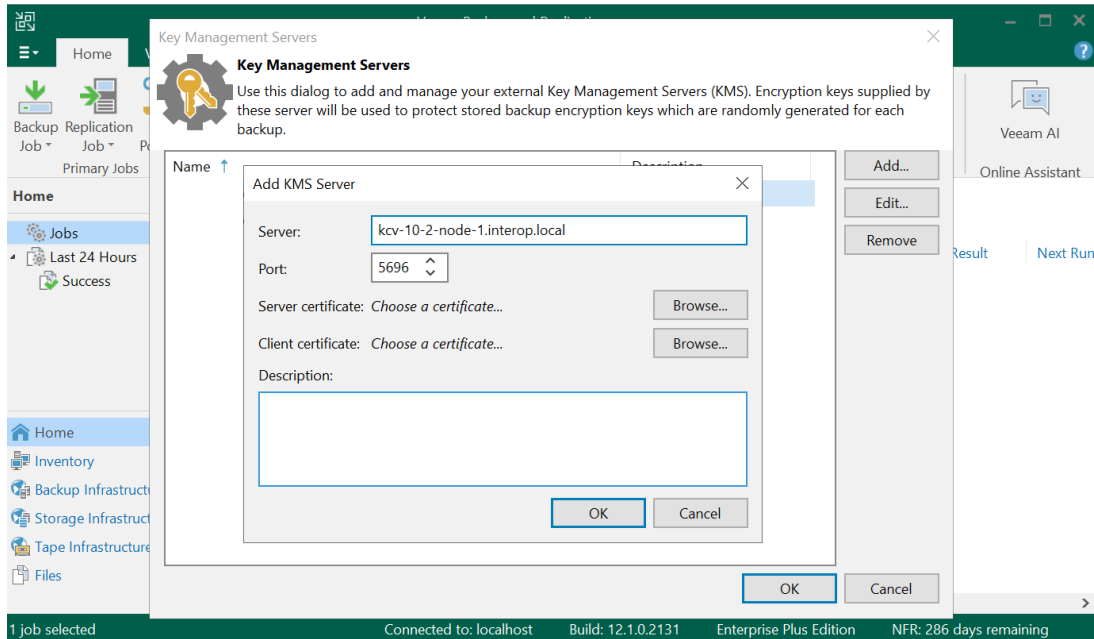 Key Management Servers
Home
Key Management Servers
Use this dialog to add and manage your external Key Management Servers (KMS). Encryption keys supplied by
these server will be used to protect stored backup encryption keys which are randomly generated for each
backup.
Backup Job
Replication Job
Primary Jobs
Veeam AI
Online Assistant
Name
Description
Add...
Edit...
Remove
Home
Jobs
Last 24 Hours
Success
Result
Next Run
Add KMS Server
Server: kcv-10-2-node-1.interop.local
Port: 5696
Server certificate: Choose a certificate... Browse...
Client certificate: Choose a certificate... Browse...
Description:
OK Cancel
Home
Inventory
Backup Infrastruct
Storage Infrastruct
Tape Infrastructure
Files
OK Cancel
1 job selected
Connected to: localhost
Build: 12.1.0.2131
Enterprise Plus Edition
NFR: 286 days remaining